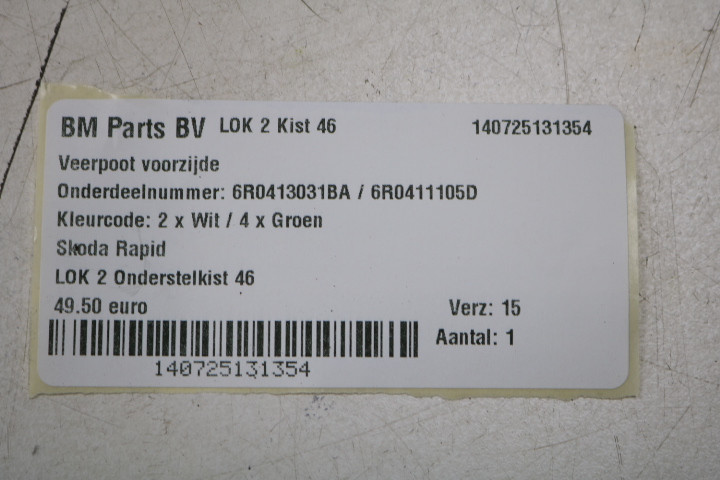 BM Parts BV LOK 2 Kist 46 140725131354
Veerpoot voorzijde
Onderdeelnummer: 6R0413031BA / 6R0411105D
Kleurcode: 2 x Wit / 4 x Groen
Skoda Rapid
LOK 2 Onderstelkist 46
49.50 euro Verz: 15
Aantal: 1
140725131354